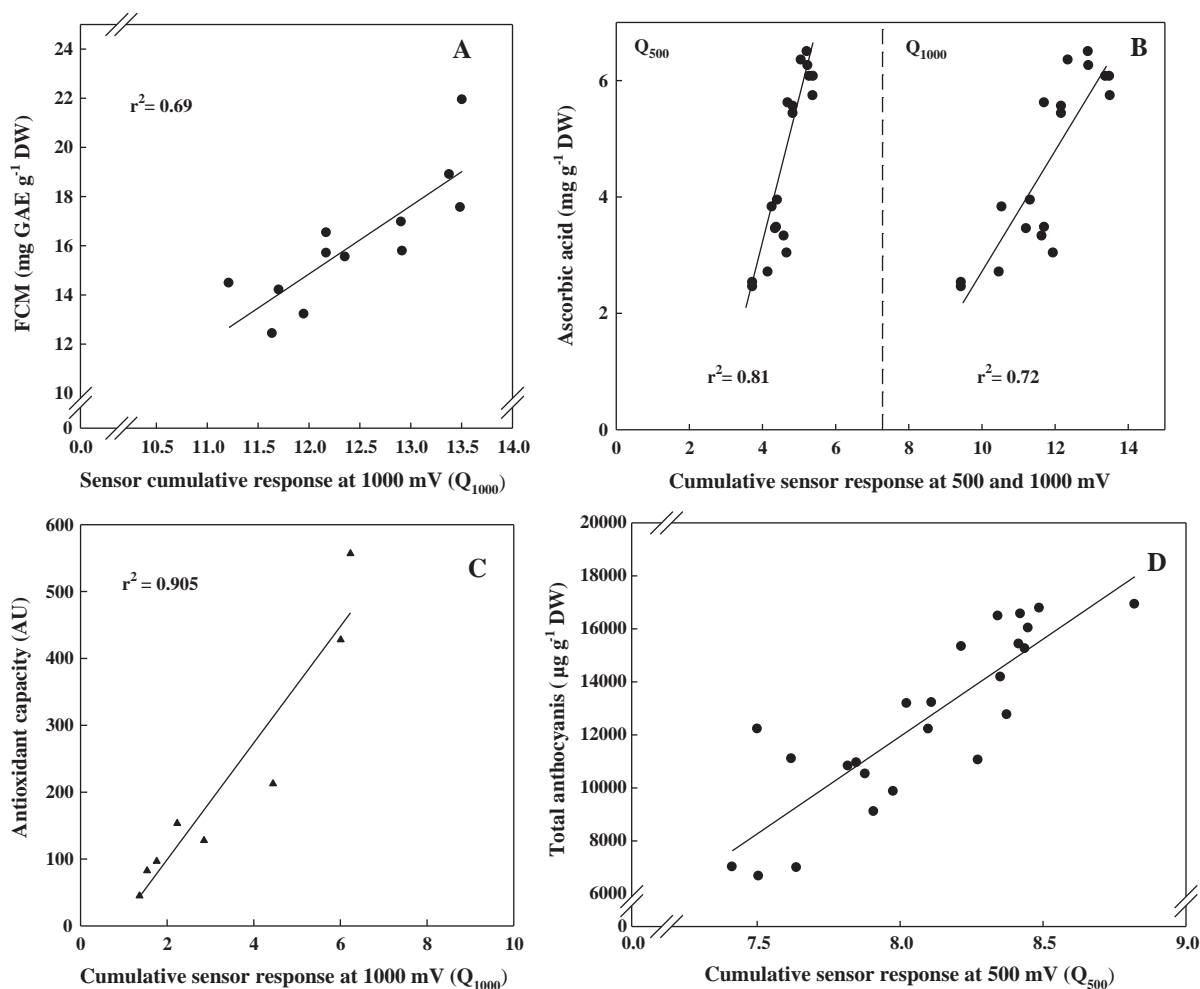 A
r²= 0.69
FCM (mg GAE g⁻¹ DW)
24
22
20
18
16
14
12
10
0
0.0 10.5 11.0 11.5 12.0 12.5 13.0 13.5 14.0
Sensor cumulative response at 1000 mV (Q₁₀₀₀)
Q₅₀₀ Q₁₀₀₀ B
Ascorbic acid (mg g⁻¹ DW)
6
4
2
0
r²= 0.81 r²= 0.72
0 2 4 6 8 10 12 14
Cumulative sensor response at 500 and 1000 mV
C
r² = 0.905
Antioxidant capacity (AU)
600
500
400
300
200
100
0
0 2 4 6 8 10
Cumulative sensor response at 1000 mV (Q₁₀₀₀)
D
Total anthocyanis (µg g⁻¹ DW)
20000
18000
16000
14000
12000
10000
8000
6000
0
0.0 7.5 8.0 8.5 9.0
Cumulative sensor response at 500 mV (Q₅₀₀)